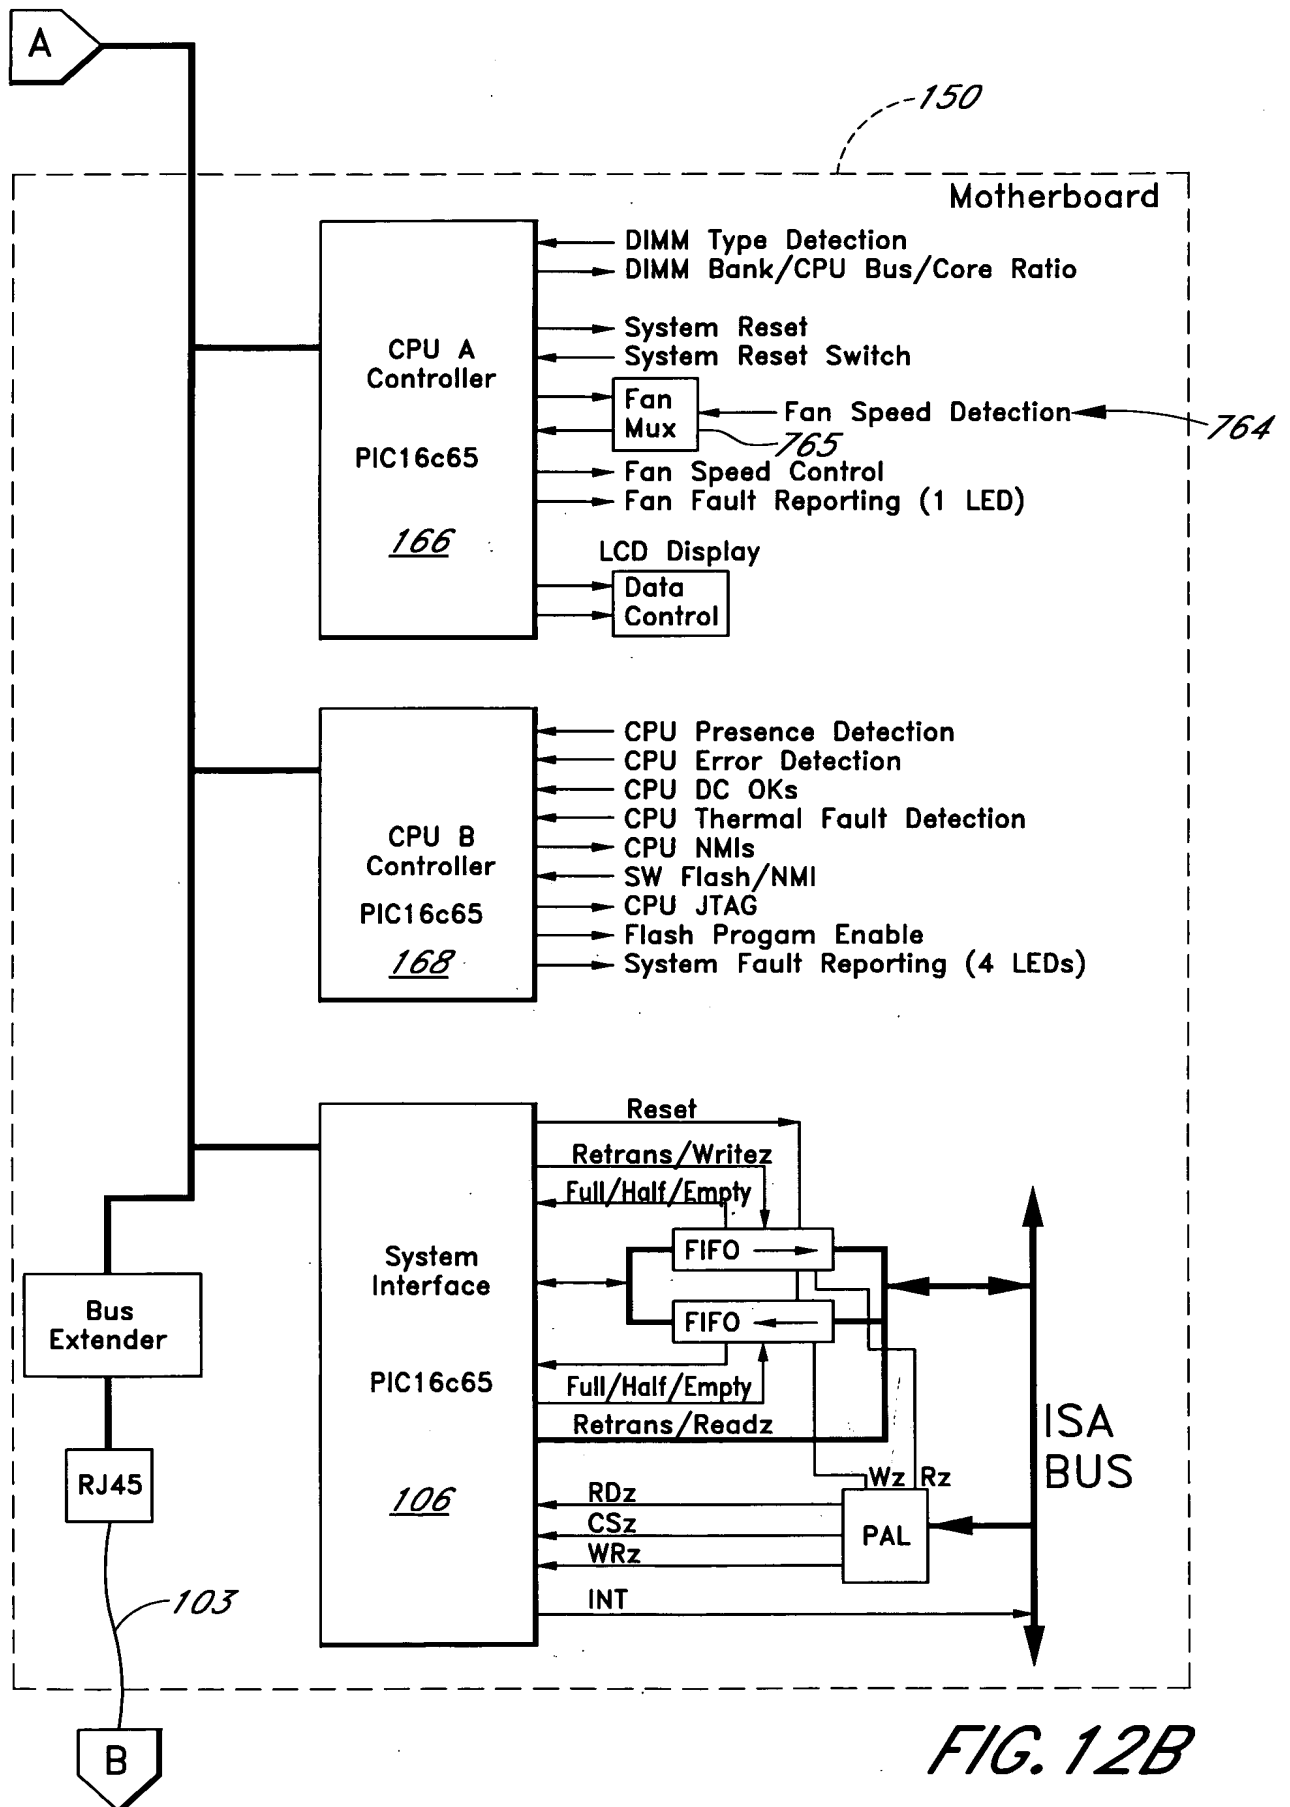 A
150
Motherboard
CPU A
Controller
PIC16c65
166
DIMM Type Detection
DIMM Bank/CPU Bus/Core Ratio
System Reset
System Reset Switch
Fan
Mux
Fan Speed Detection
764
765
Fan Speed Control
Fan Fault Reporting (1 LED)
LCD Display
Data
Control
CPU B
Controller
PIC16c65
168
CPU Presence Detection
CPU Error Detection
CPU DC OKs
CPU Thermal Fault Detection
CPU NMIs
SW Flash/NMI
CPU JTAG
Flash Progam Enable
System Fault Reporting (4 LEDs)
System
Interface
PIC16c65
106
Reset
Retrans/Writez
Full/Half/Empty
FIFO
FIFO
Full/Half/Empty
Retrans/Readz
Wz Rz
RDz
CSz
WRz
INT
PAL
ISA
BUS
Bus
Extender
RJ45
103
B
FIG. 12B